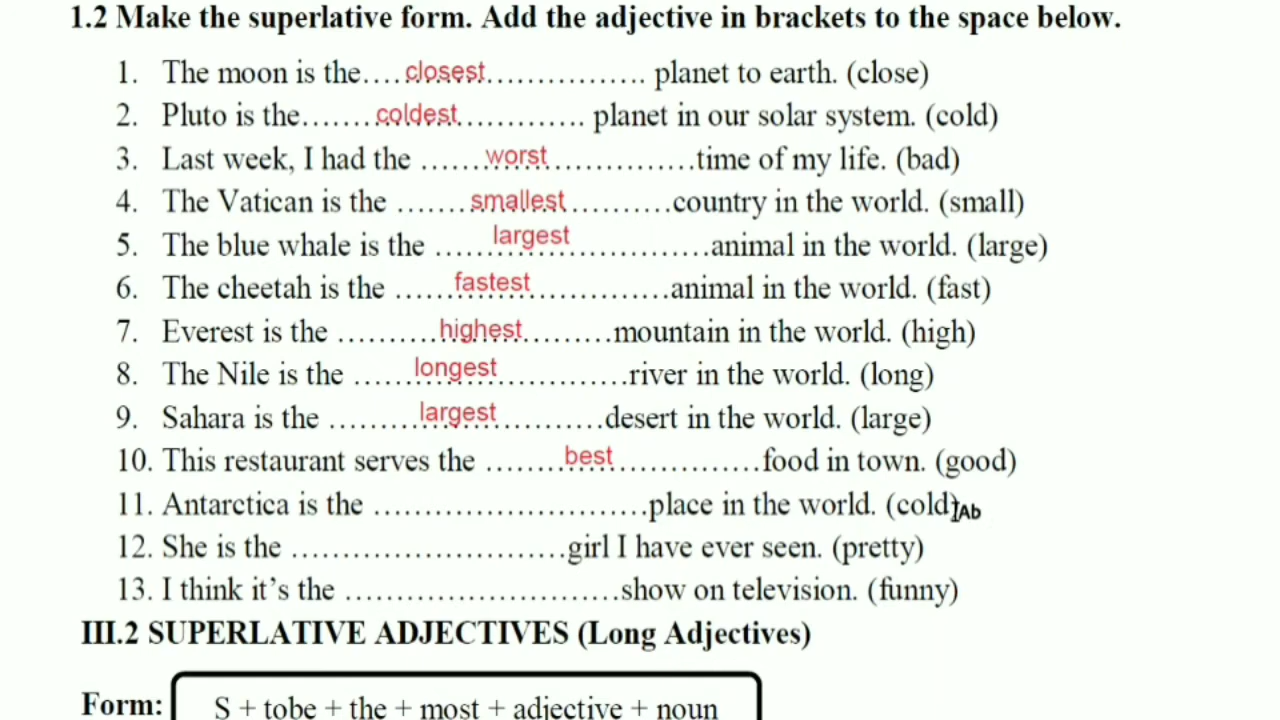 1.2 Make the superlative form. Add the adjective in brackets to the space below.
1. The moon is the....closest................ planet to earth. (close)
2. Pluto is the.......coldest............. planet in our solar system. (cold)
3. Last week, I had the ......worst..............time of my life. (bad)
4. The Vatican is the .......smallest..........country in the world. (small)
5. The blue whale is the .....largest..............animal in the world. (large)
6. The cheetah is the .....fastest..............animal in the world. (fast)
7. Everest is the .........highest.........mountain in the world. (high)
8. The Nile is the .....longest............river in the world. (long)
9. Sahara is the ........largest..........desert in the world. (large)
10. This restaurant serves the .......best..............food in town. (good)
11. Antarctica is the ...........................place in the world. (cold)Ab
12. She is the ...........................girl I have ever seen. (pretty)
13. I think it’s the ...........................show on television. (funny)
III.2 SUPERLATIVE ADJECTIVES (Long Adjectives)
Form: S + tobe + the + most + adjective + noun